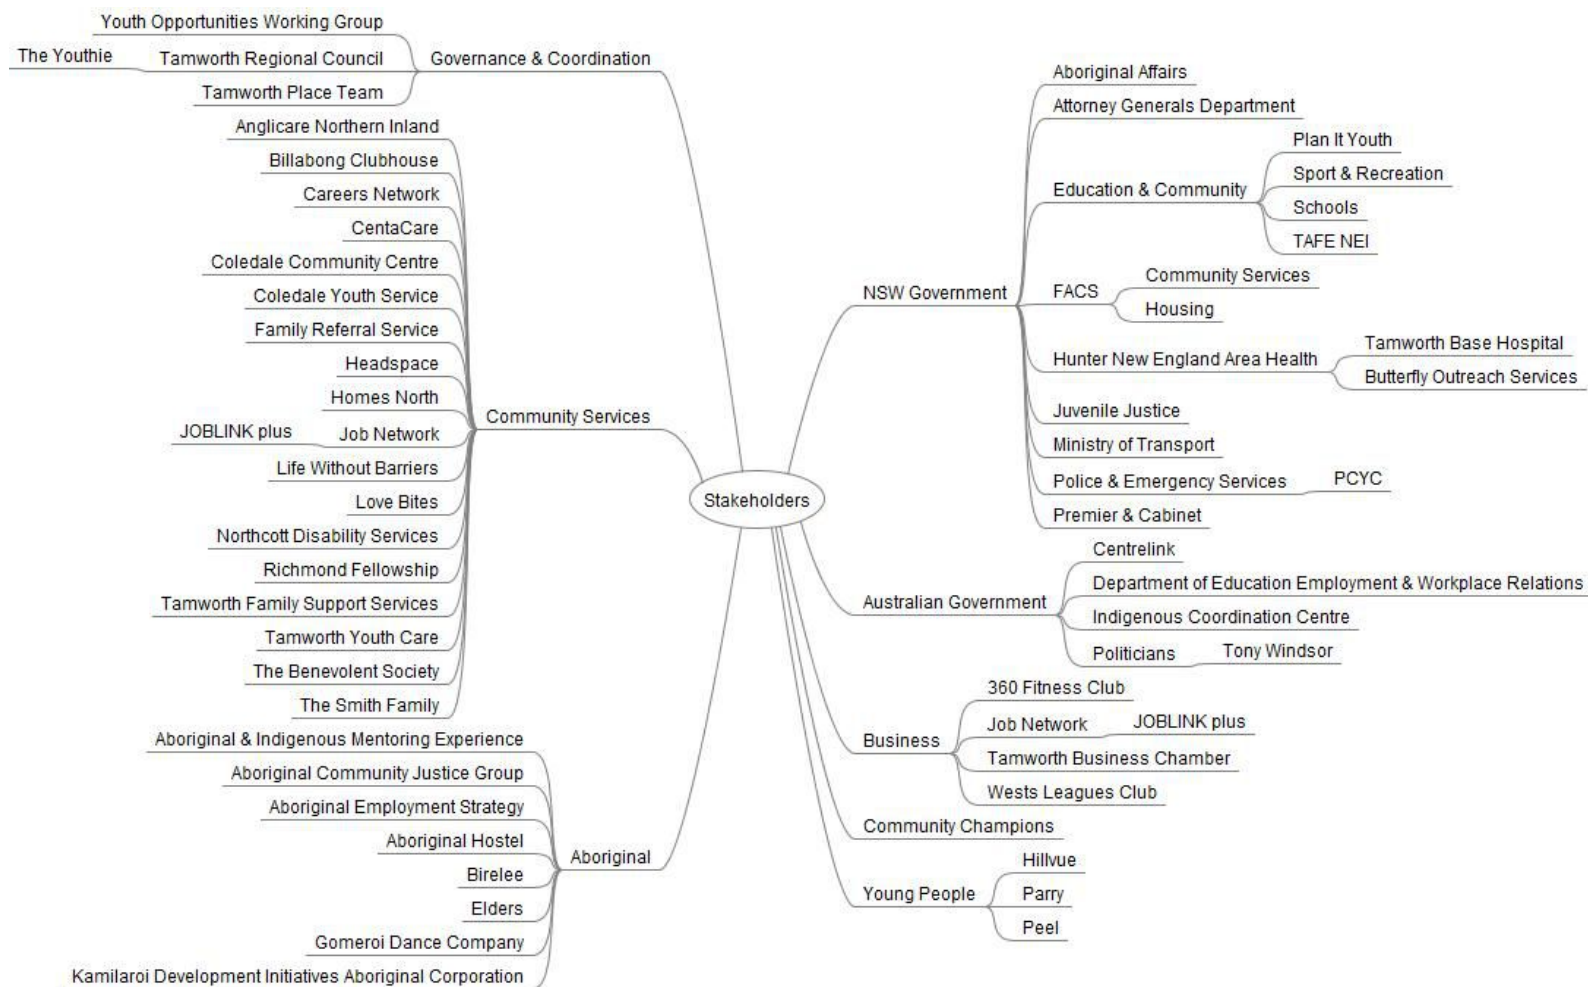 Youth Opportunities Working Group
The Youthie
Tamworth Regional Council
Tamworth Place Team
Governance & Coordination
Anglicare Northern Inland
Billabong Clubhouse
Careers Network
CentaCare
Coledale Community Centre
Coledale Youth Service
Family Referral Service
Headspace
Homes North
JOBLINK plus
Job Network
Life Without Barriers
Love Bites
Northcott Disability Services
Richmond Fellowship
Tamworth Family Support Services
Tamworth Youth Care
The Benevolent Society
The Smith Family
Community Services
Aboriginal & Indigenous Mentoring Experience
Aboriginal Community Justice Group
Aboriginal Employment Strategy
Aboriginal Hostel
Birelee
Elders
Gomeroi Dance Company
Kamilaroi Development Initiatives Aboriginal Corporation
Aboriginal
Stakeholders
NSW Government
Aboriginal Affairs
Attorney Generals Department
Education & Community
Plan It Youth
Sport & Recreation
Schools
TAFE NEI
FACS
Community Services
Housing
Hunter New England Area Health
Tamworth Base Hospital
Butterfly Outreach Services
Juvenile Justice
Ministry of Transport
Police & Emergency Services
PCYC
Premier & Cabinet
Australian Government
Centrelink
Department of Education Employment & Workplace Relations
Indigenous Coordination Centre
Politicians
Tony Windsor
Business
360 Fitness Club
Job Network
JOBLINK plus
Tamworth Business Chamber
Wests Leagues Club
Community Champions
Young People
Hillvue
Parry
Peel